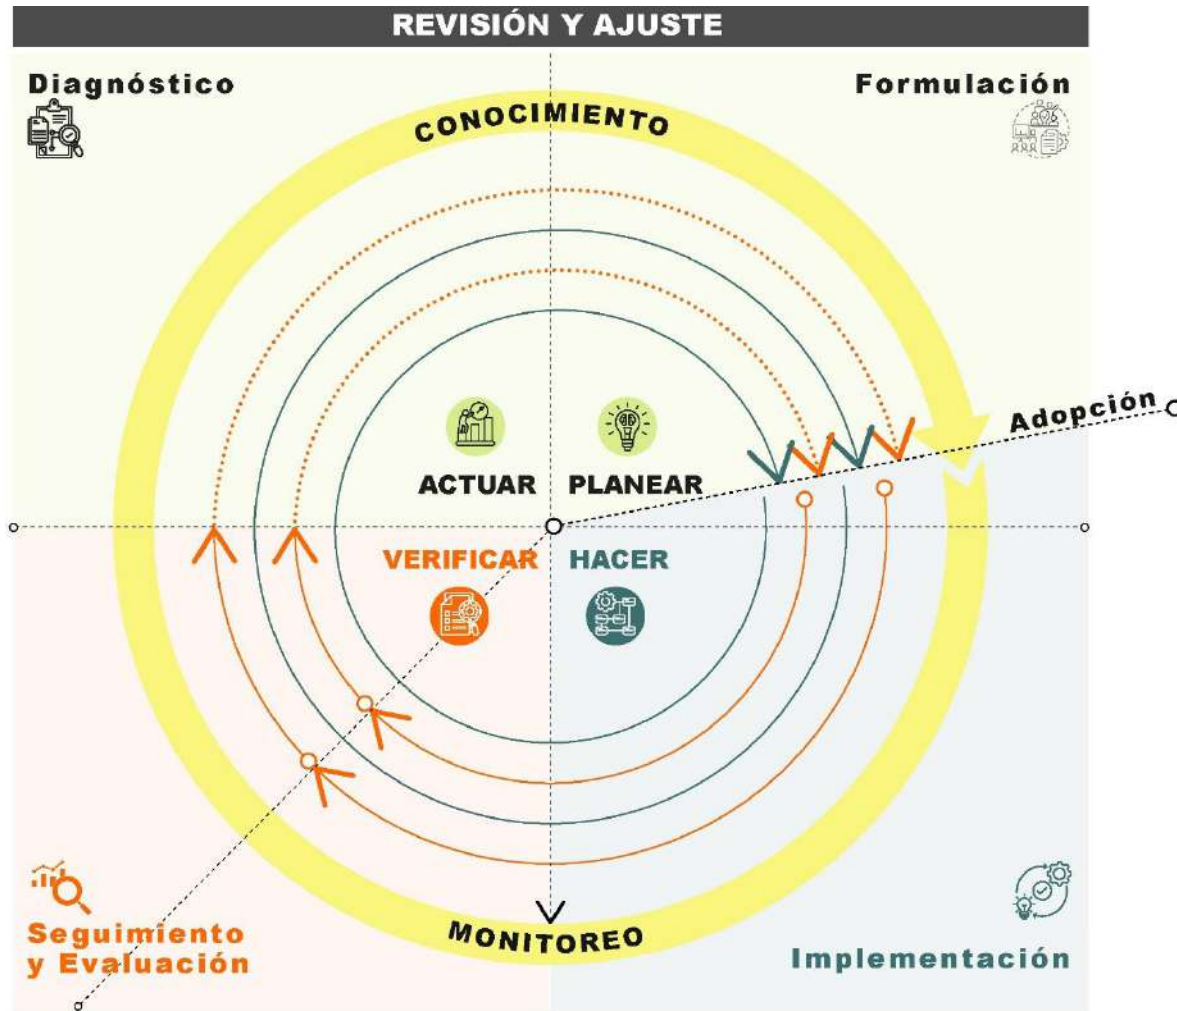 REVISIÓN Y AJUSTE
Diagnóstico
Formulación
CONOCIMIENTO
Adopción
ACTUAR
PLANEAR
VERIFICAR
HACER
MONITOREO
Seguimiento
y Evaluación
Implementación